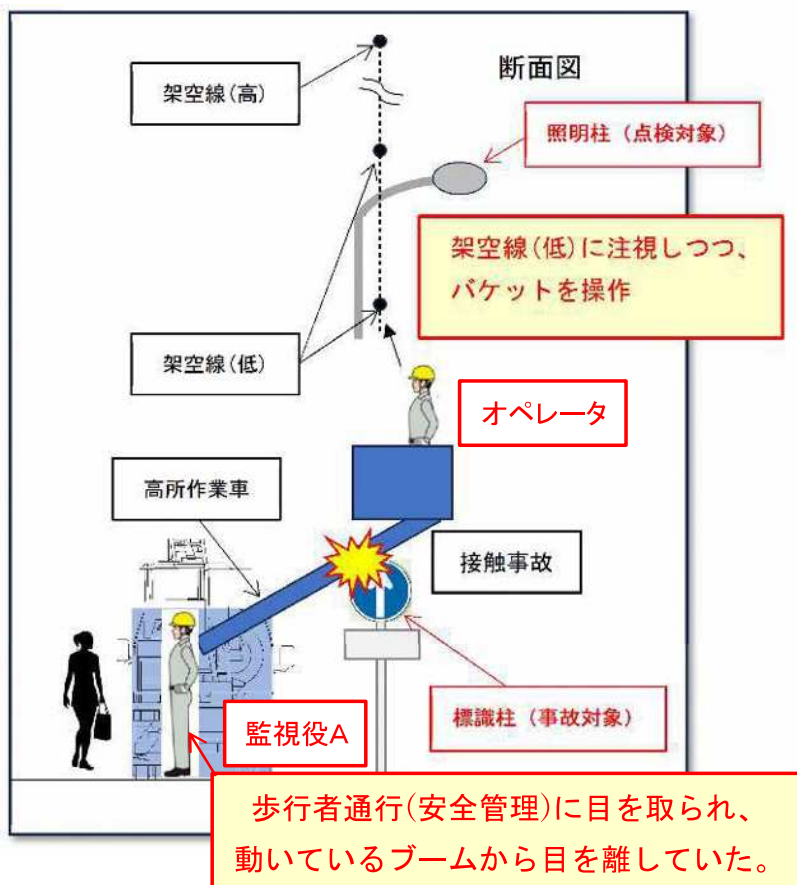 断面図
架空線(高)
照明柱（点検対象）
架空線(低)に注視しつつ、
バケットを操作
架空線(低)
オペレータ
高所作業車
接触事故
標識柱（事故対象）
監視役A
歩行者通行(安全管理)に目を取られ、
動いているブームから目を離していた。